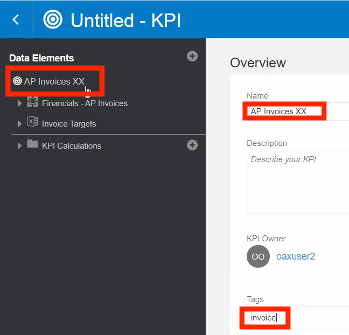 Untitled - KPI
Data Elements
AP Invoices XX
Financials - AP Invoices
Invoice Targets
KPI Calculations
Overview
Name
AP Invoices XX
Description
Describe your KPI
KPI Owner
OO oaxuser2
Tags
invoice